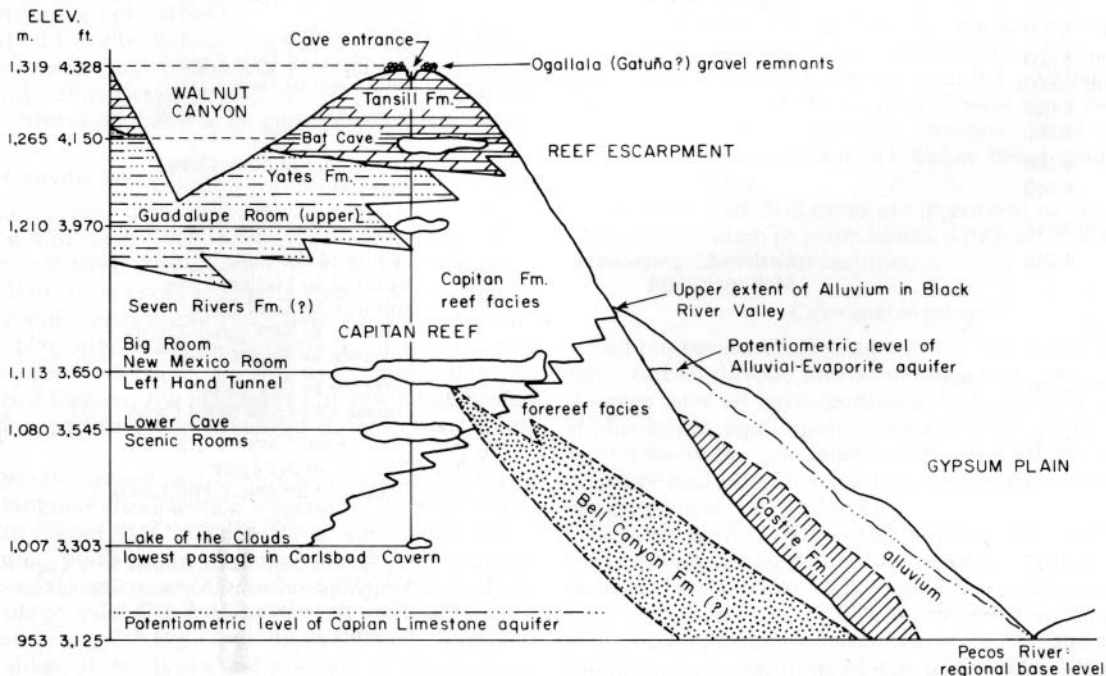 ELEV.
m. ft.
Cave entrance
1,319 4,328
Ogallala (Gatuña?) gravel remnants
WALNUT
CANYON
Tansill Fm.
1,265 4,150
Bat Cave
REEF ESCARPMENT
Yates Fm.
Guadalupe Room (upper)
1,210 3,970
Capitan Fm.
reef facies
Seven Rivers Fm. (?)
Upper extent of Alluvium in Black
River Valley
CAPITAN REEF
Big Room
New Mexico Room
1,113 3,650
Left Hand Tunnel
Potentiometric level of
Alluvial-Evaporite aquifer
forereef facies
Lower Cave
1,080 3,545
Scenic Rooms
GYPSUM PLAIN
Castile Fm.
alluvium
Bell Canyon Fm. (?)
Lake of the Clouds
1,007 3,303
lowest passage in Carlsbad Cavern
Potentiometric level of Capian Limestone aquifer
953 3,125
Pecos River:
regional base level